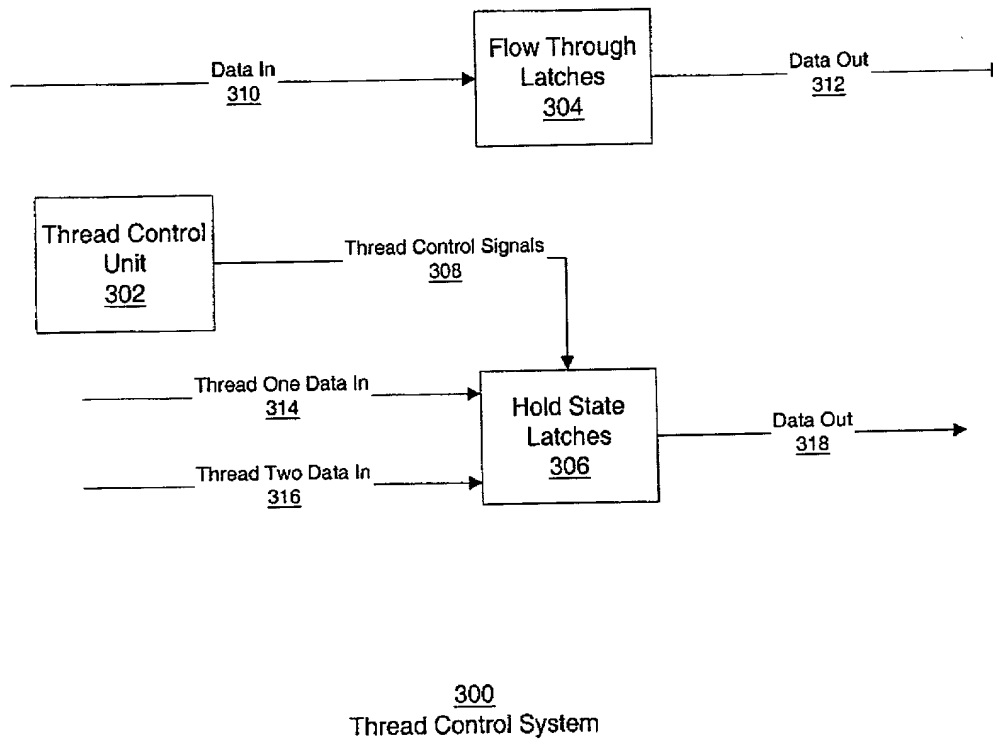 Flow Through
Latches
304
Data In
310
Data Out
312
Thread Control
Unit
302
Thread Control Signals
308
Thread One Data In
314
Hold State
Latches
306
Data Out
318
Thread Two Data In
316
300
Thread Control System